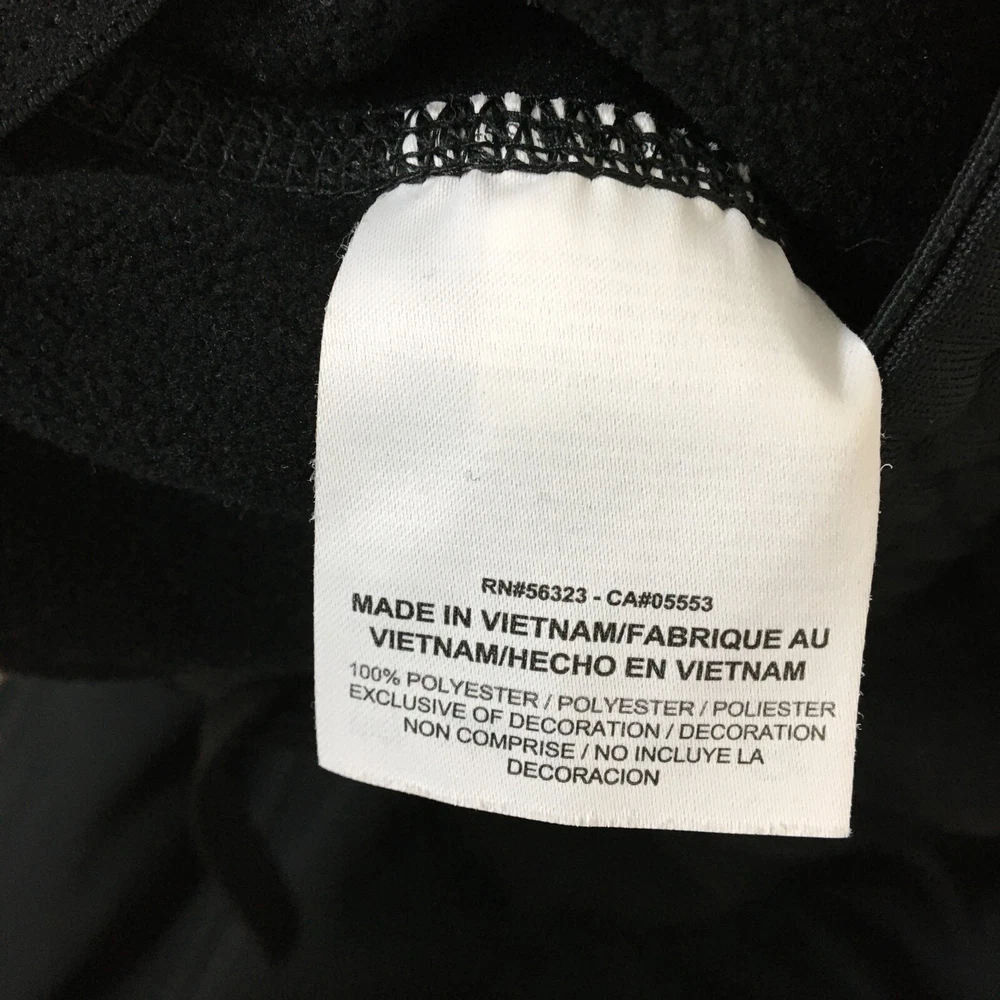 RN#56323 - CA#05553
MADE IN VIETNAM/FABRIQUE AU
VIETNAM/HECHO EN VIETNAM
100% POLYESTER / POLYESTER / POLIESTER
EXCLUSIVE OF DECORATION / DECORATION
NON COMPRISE / NO INCLUYE LA
DECORACION